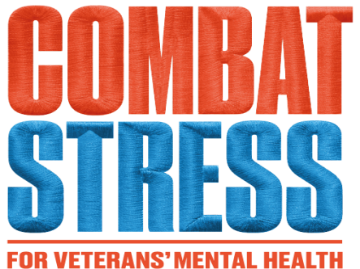 COMBAT
STRESS
FOR VETERANS' MENTAL HEALTH